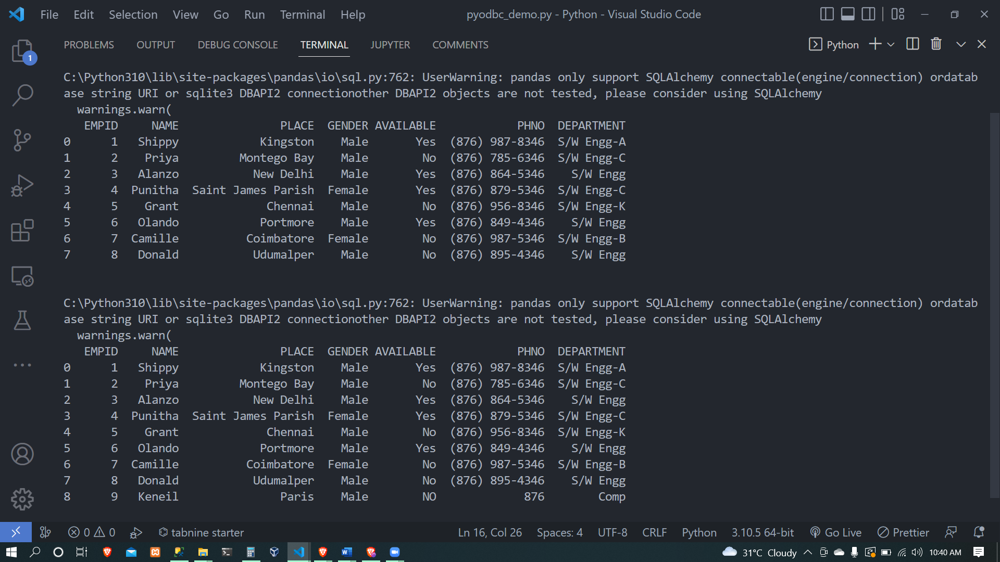 File Edit Selection View Go Run Terminal Help pyodbc_demo.py - Python - Visual Studio Code
PROBLEMS OUTPUT DEBUG CONSOLE TERMINAL JUPYTER COMMENTS Python
1
C:\Python310\lib\site-packages\pandas\io\sql.py:762: UserWarning: pandas only support SQLAlchemy connectable(engine/connection) ordatab
ase string URI or sqlite3 DBAPI2 connectionother DBAPI2 objects are not tested, please consider using SQLAlchemy
warnings.warn(
EMPID NAME PLACE GENDER AVAILABLE PHNO DEPARTMENT
0 1 Shippy Kingston Male Yes (876) 987-8346 S/W Engg-A
1 2 Priya Montego Bay Male No (876) 785-6346 S/W Engg-C
2 3 Alanzo New Delhi Male Yes (876) 864-5346 S/W Engg
3 4 Punitha Saint James Parish Female Yes (876) 879-5346 S/W Engg-C
4 5 Grant Chennai Male No (876) 956-8346 S/W Engg-K
5 6 Olando Portmore Male Yes (876) 849-4346 S/W Engg
6 7 Camille Coimbatore Female No (876) 987-5346 S/W Engg-B
7 8 Donald Udumalper Male No (876) 895-4346 S/W Engg
C:\Python310\lib\site-packages\pandas\io\sql.py:762: UserWarning: pandas only support SQLAlchemy connectable(engine/connection) ordatab
ase string URI or sqlite3 DBAPI2 connectionother DBAPI2 objects are not tested, please consider using SQLAlchemy
warnings.warn(
EMPID NAME PLACE GENDER AVAILABLE PHNO DEPARTMENT
0 1 Shippy Kingston Male Yes (876) 987-8346 S/W Engg-A
1 2 Priya Montego Bay Male No (876) 785-6346 S/W Engg-C
2 3 Alanzo New Delhi Male Yes (876) 864-5346 S/W Engg
3 4 Punitha Saint James Parish Female Yes (876) 879-5346 S/W Engg-C
4 5 Grant Chennai Male No (876) 956-8346 S/W Engg-K
5 6 Olando Portmore Male Yes (876) 849-4346 S/W Engg
6 7 Camille Coimbatore Female No (876) 987-5346 S/W Engg-B
7 8 Donald Udumalper Male No (876) 895-4346 S/W Engg
8 9 Keneil Paris Male NO 876 Comp
0 0 tabnine starter Ln 16, Col 26 Spaces: 4 UTF-8 CRLF Python 3.10.5 64-bit Go Live Prettier
31°C Cloudy 10:40 AM